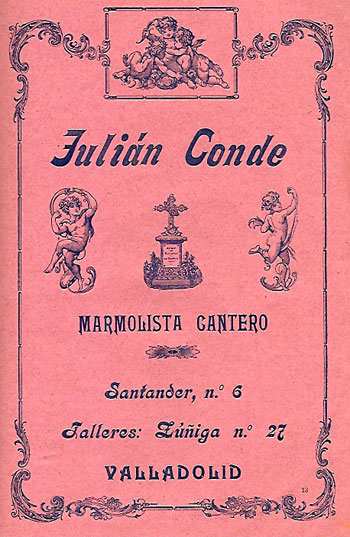 Julián Conde
MARMOLISTA CANTERO
Santander, n.º 6
Talleres: Zúñiga n.º 27
VALLADOLID
13